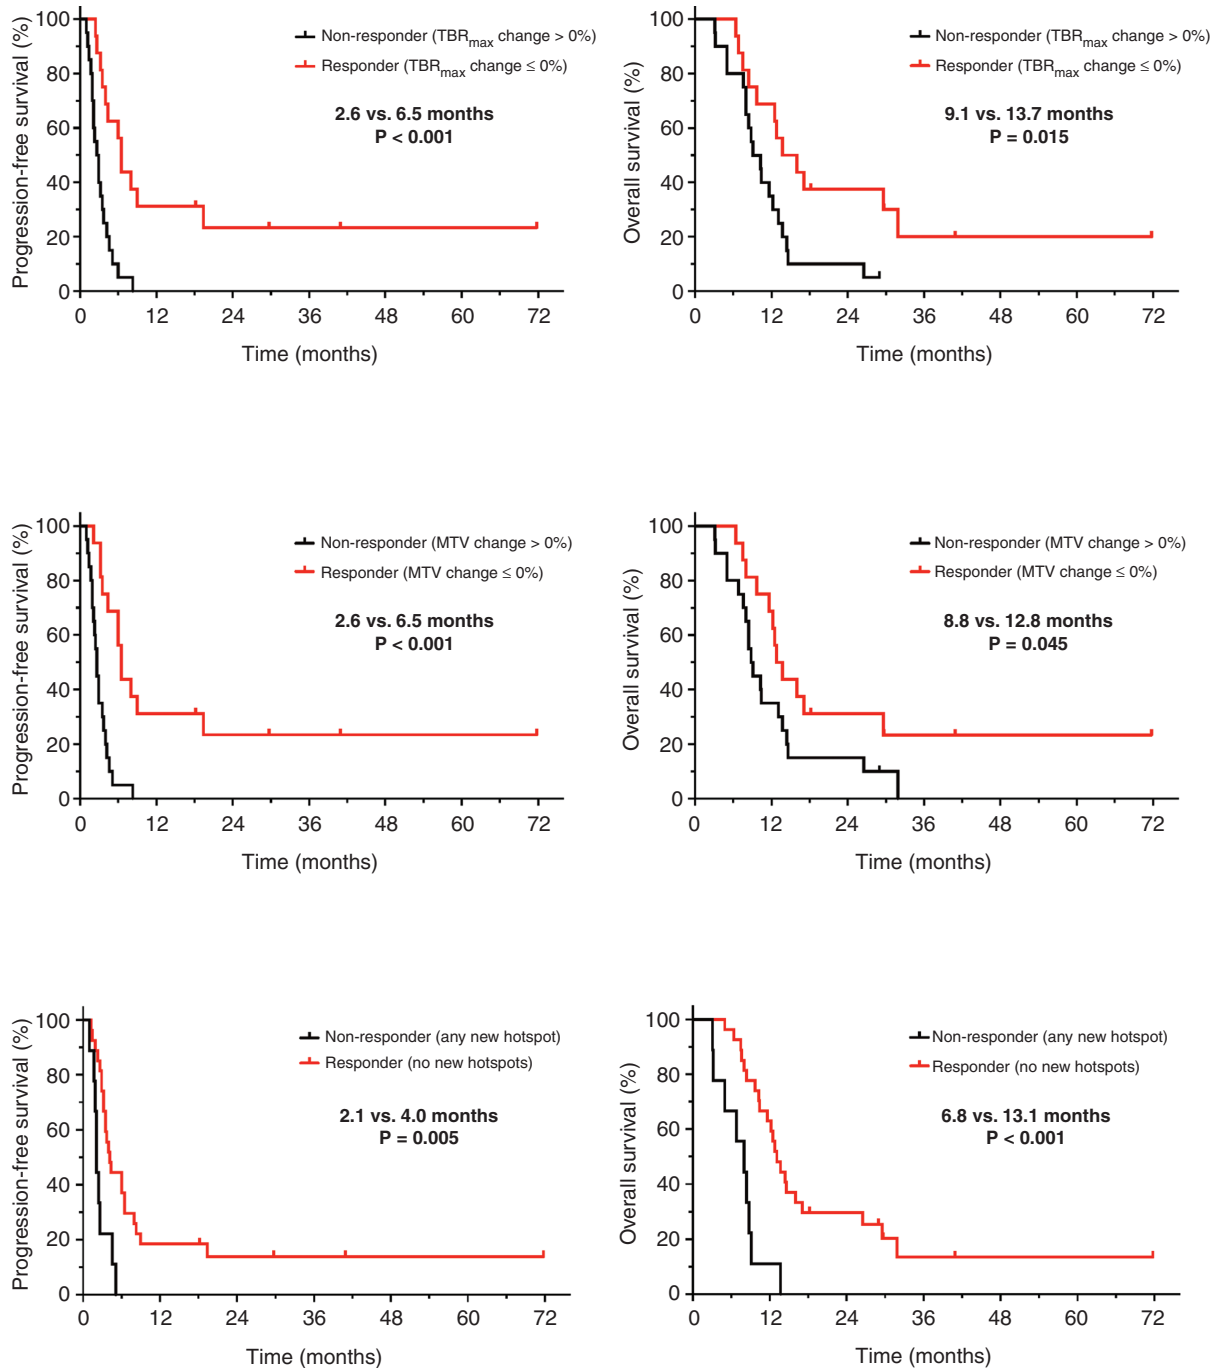 Progression-free survival (%)
100
80
60
40
20
0
0 12 24 36 48 60 72
Time (months)
Non-responder (TBRmax change > 0%)
Responder (TBRmax change ≤ 0%)
2.6 vs. 6.5 months
P < 0.001
Overall survival (%)
100
80
60
40
20
0
0 12 24 36 48 60 72
Time (months)
Non-responder (TBRmax change > 0%)
Responder (TBRmax change ≤ 0%)
9.1 vs. 13.7 months
P = 0.015
Progression-free survival (%)
100
80
60
40
20
0
0 12 24 36 48 60 72
Time (months)
Non-responder (MTV change > 0%)
Responder (MTV change ≤ 0%)
2.6 vs. 6.5 months
P < 0.001
Overall survival (%)
100
80
60
40
20
0
0 12 24 36 48 60 72
Time (months)
Non-responder (MTV change > 0%)
Responder (MTV change ≤ 0%)
8.8 vs. 12.8 months
P = 0.045
Progression-free survival (%)
100
80
60
40
20
0
0 12 24 36 48 60 72
Time (months)
Non-responder (any new hotspot)
Responder (no new hotspots)
2.1 vs. 4.0 months
P = 0.005
Overall survival (%)
100
80
60
40
20
0
0 12 24 36 48 60 72
Time (months)
Non-responder (any new hotspot)
Responder (no new hotspots)
6.8 vs. 13.1 months
P < 0.001